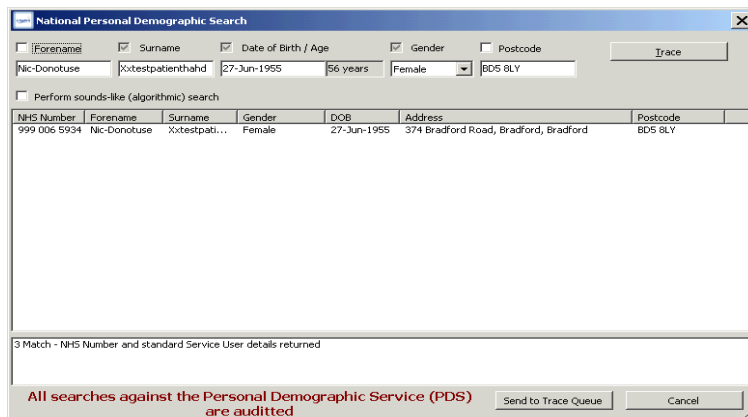 National Personal Demographic Search
Forename Surname Date of Birth / Age Gender Postcode Trace
Nic-Donotuse Xxtestpatienthahd 27-Jun-1955 56 years Female BD5 8LY
Perform sounds-like (algorithmic) search
NHS Number Forename Surname Gender DOB Address Postcode
999 006 5934 Nic-Donotuse Xxtestpati... Female 27-Jun-1955 374 Bradford Road, Bradford, Bradford BD5 8LY
3 Match - NHS Number and standard Service User details returned
All searches against the Personal Demographic Service (PDS)
are auditted
Send to Trace Queue Cancel